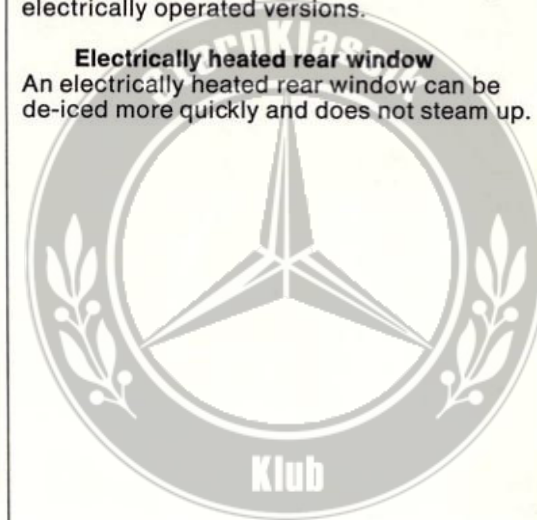 electrically operated versions.
Electrically heated rear window
An electrically heated rear window can be
de-iced more quickly and does not steam up.
SternKlassik
Klub